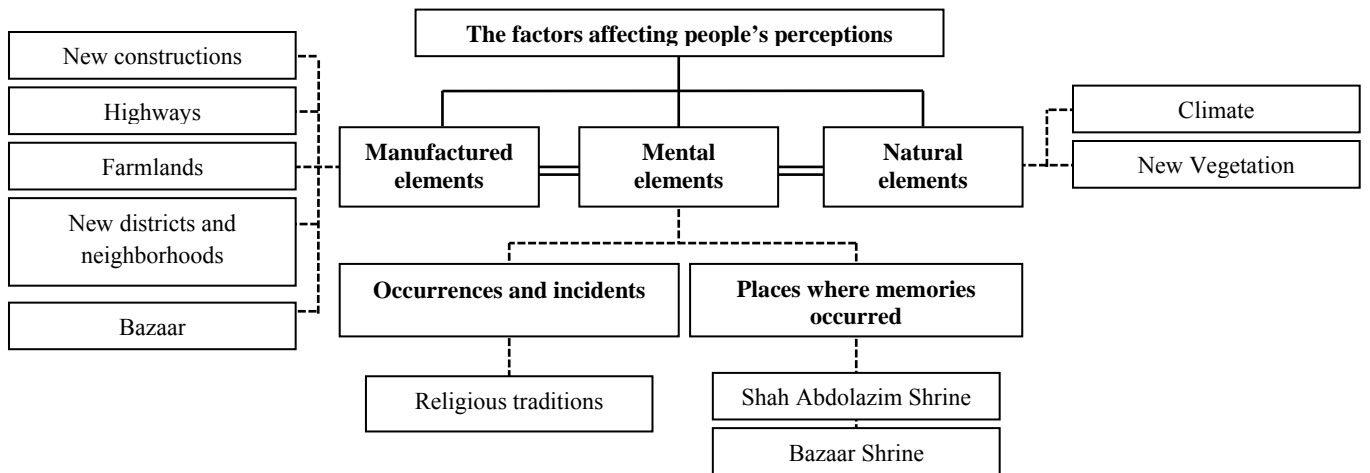 The factors affecting people’s perceptions
New constructions
Highways
Farmlands
New districts and
neighborhoods
Bazaar
Manufactured
elements
Mental
elements
Natural
elements
Climate
New Vegetation
Occurrences and incidents
Places where memories
occurred
Religious traditions
Shah Abdolazim Shrine
Bazaar Shrine